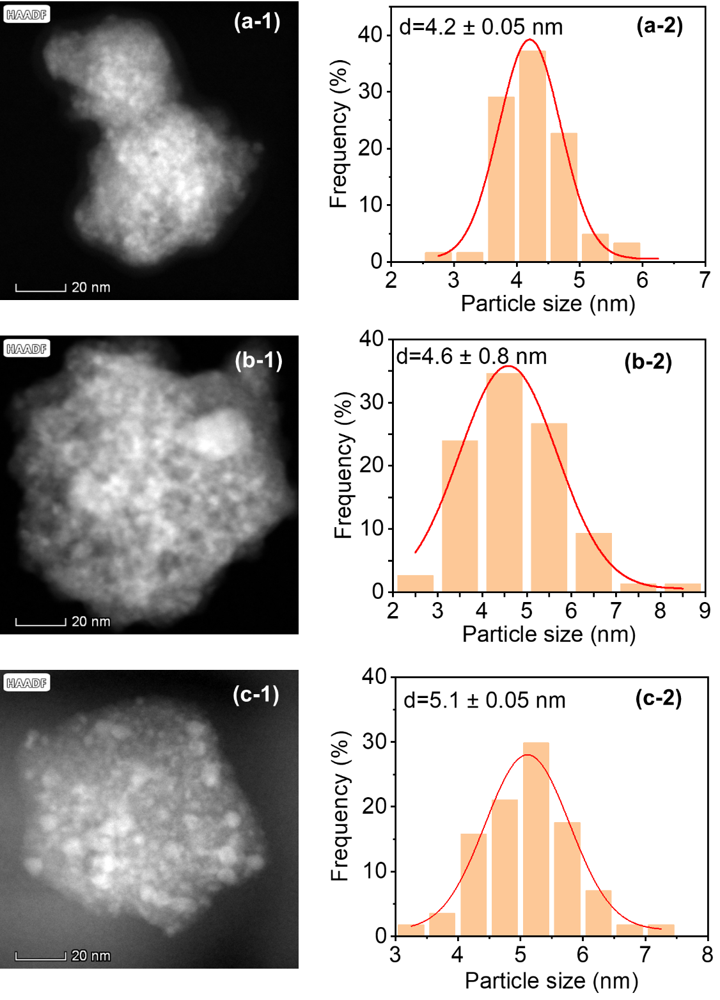 HAADF
(a-1)
20 nm
d=4.2 ± 0.05 nm
(a-2)
Frequency (%)
40
30
20
10
0
2 3 4 5 6 7
Particle size (nm)
HAADF
(b-1)
20 nm
d=4.6 ± 0.8 nm
(b-2)
Frequency (%)
40
30
20
10
0
2 3 4 5 6 7 8 9
Particle size (nm)
HAADF
(c-1)
20 nm
d=5.1 ± 0.05 nm
(c-2)
Frequency (%)
40
30
20
10
0
3 4 5 6 7 8
Particle size (nm)